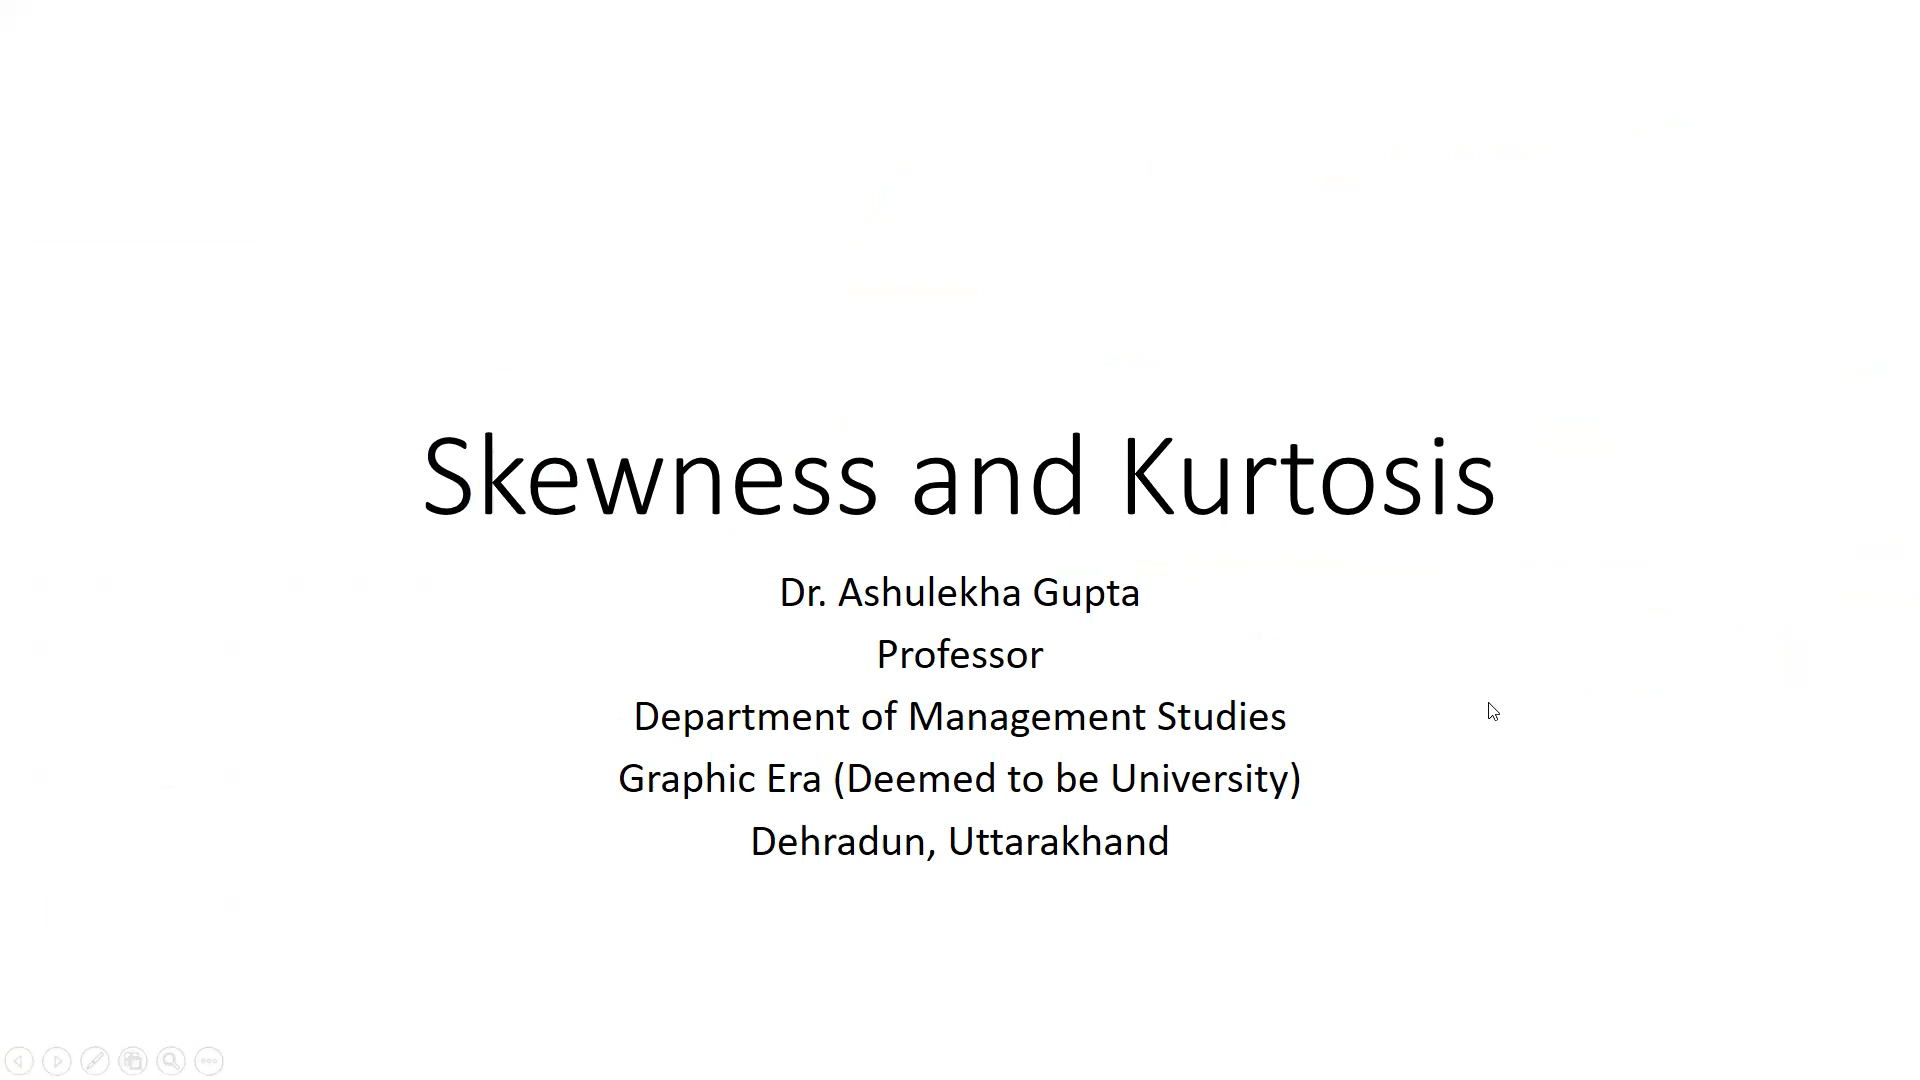 Skewness and Kurtosis
Dr. Ashulekha Gupta
Professor
Department of Management Studies
Graphic Era (Deemed to be University)
Dehradun, Uttarakhand